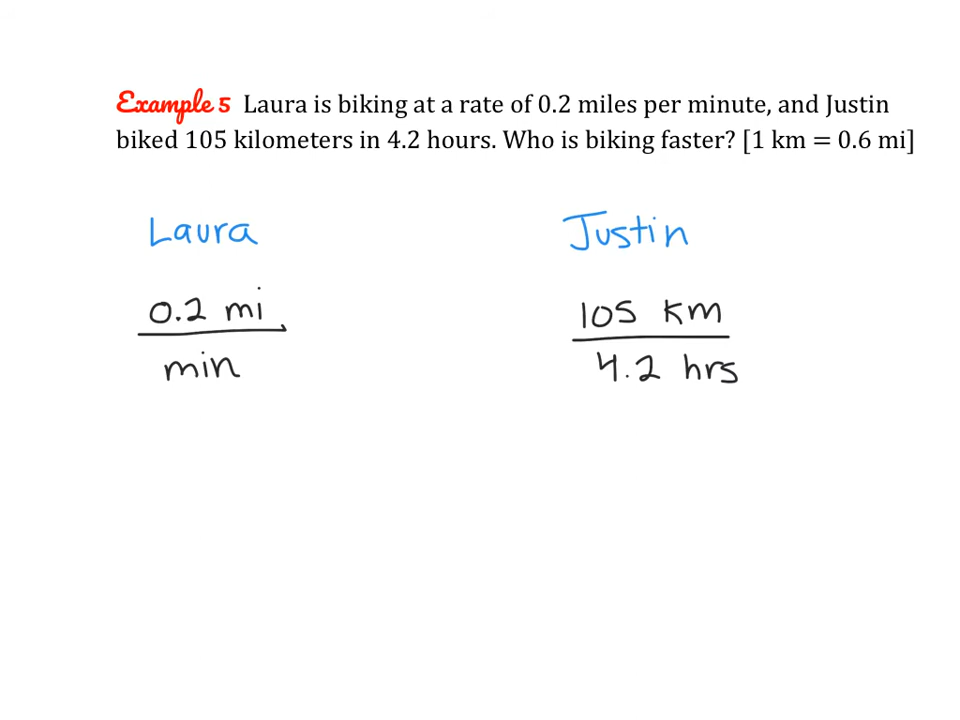 Example 5 Laura is biking at a rate of 0.2 miles per minute, and Justin
biked 105 kilometers in 4.2 hours. Who is biking faster? [1 km = 0.6 mi]
Laura
0.2 mi
min
Justin
105 km
4.2 hrs